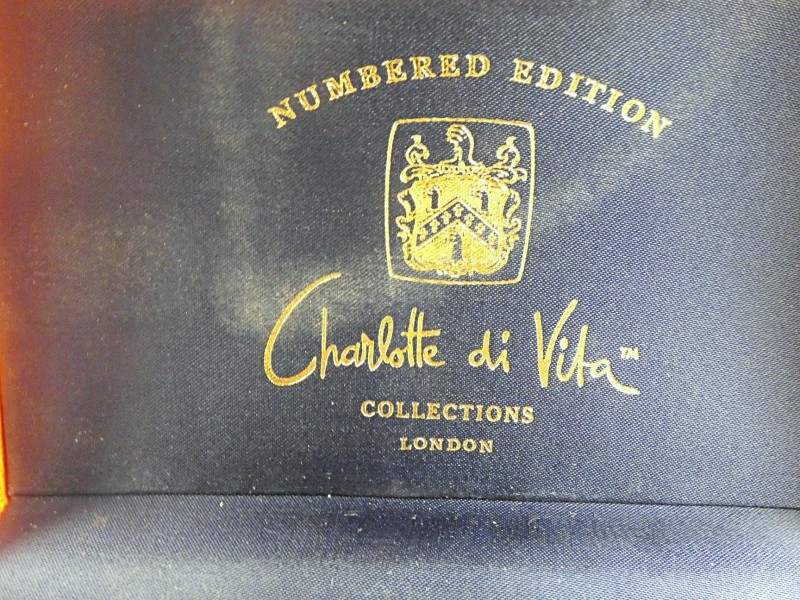 NUMBERED EDITION
Charlotte di Vita™
COLLECTIONS
LONDON